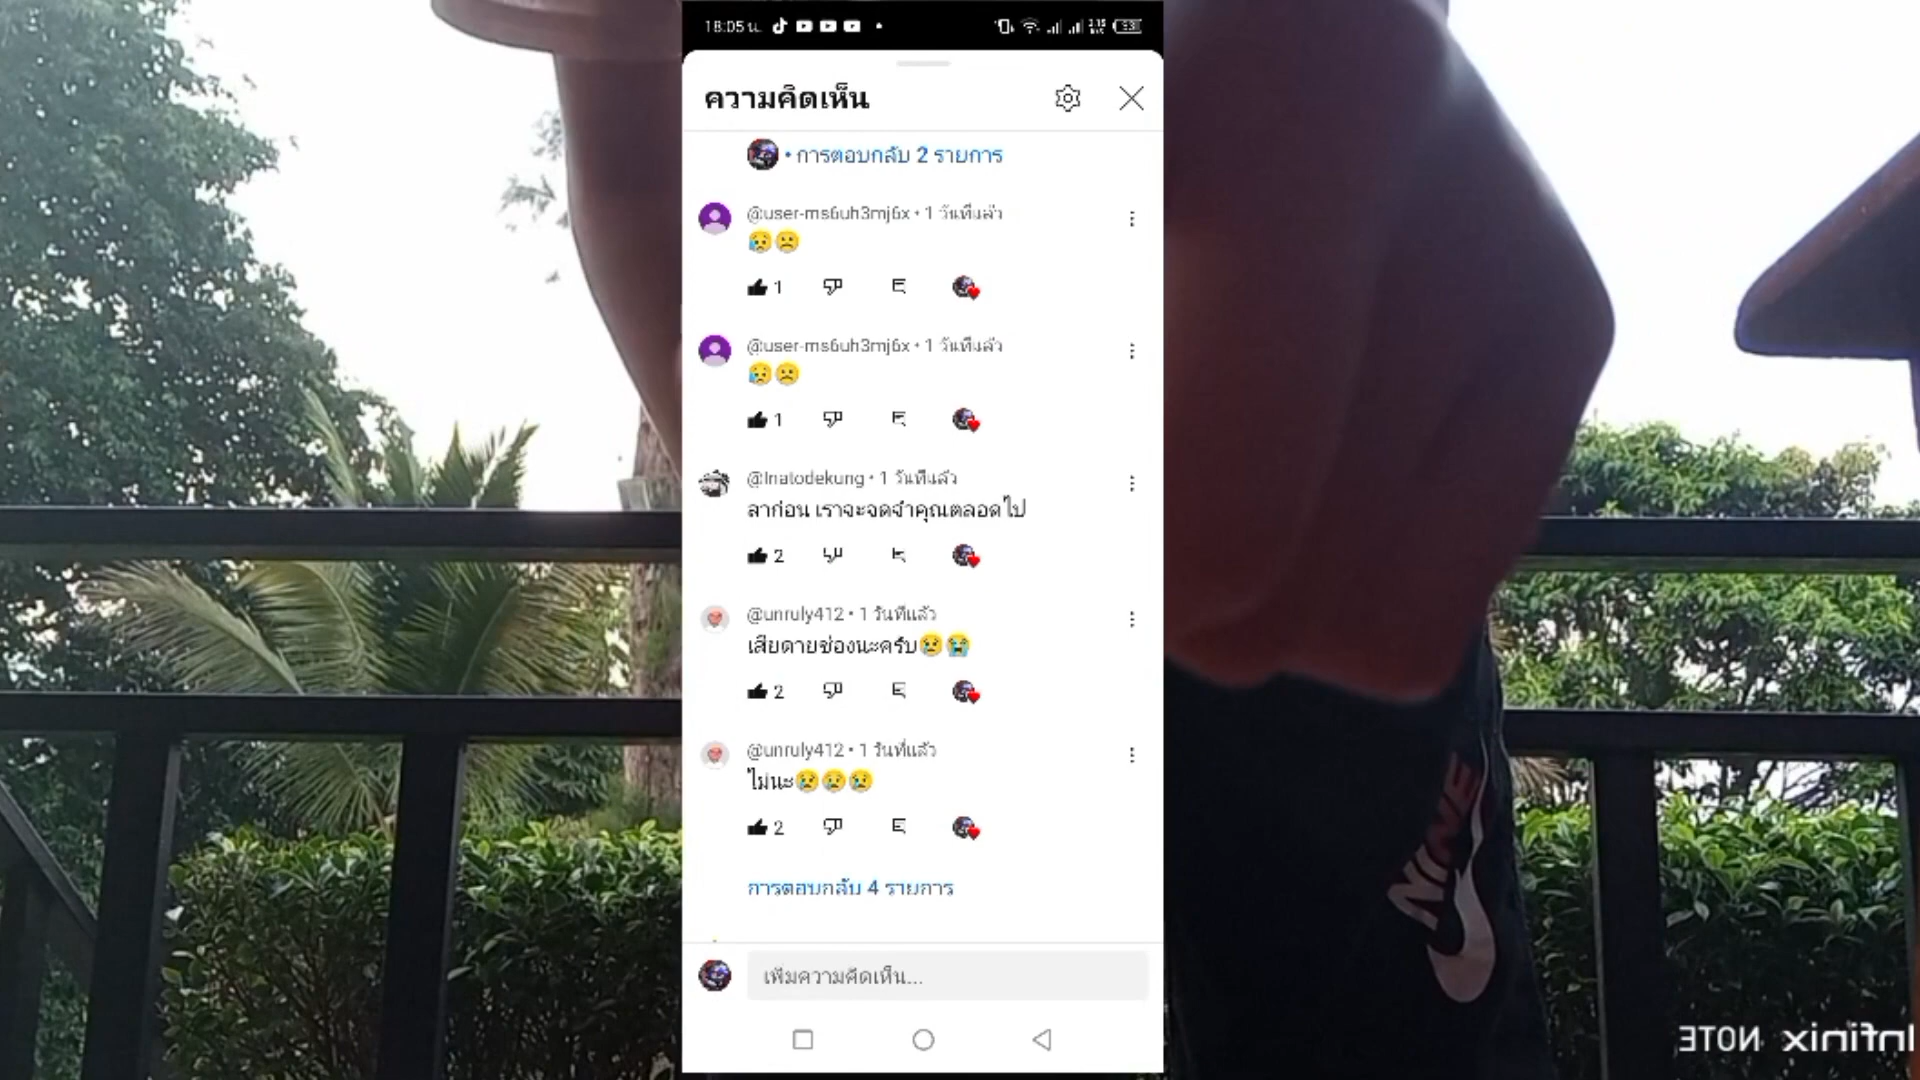 18:05 น.
ความคิดเห็น
• การตอบกลับ 2 รายการ
@user-ms6uh3mj6x • 1 วันที่แล้ว
😥☹️
1
@user-ms6uh3mj6x • 1 วันที่แล้ว
😥☹️
1
@Inatodekung • 1 วันที่แล้ว
ลาก่อน เราจะจดจำคุณตลอดไป
2
@unruly412 • 1 วันที่แล้ว
เสียดายช่องนะครับ😢😭
2
@unruly412 • 1 วันที่แล้ว
ไม่นะ😢😢😢
2
การตอบกลับ 4 รายการ
เพิ่มความคิดเห็น...
NIKE
Infinix NOTE